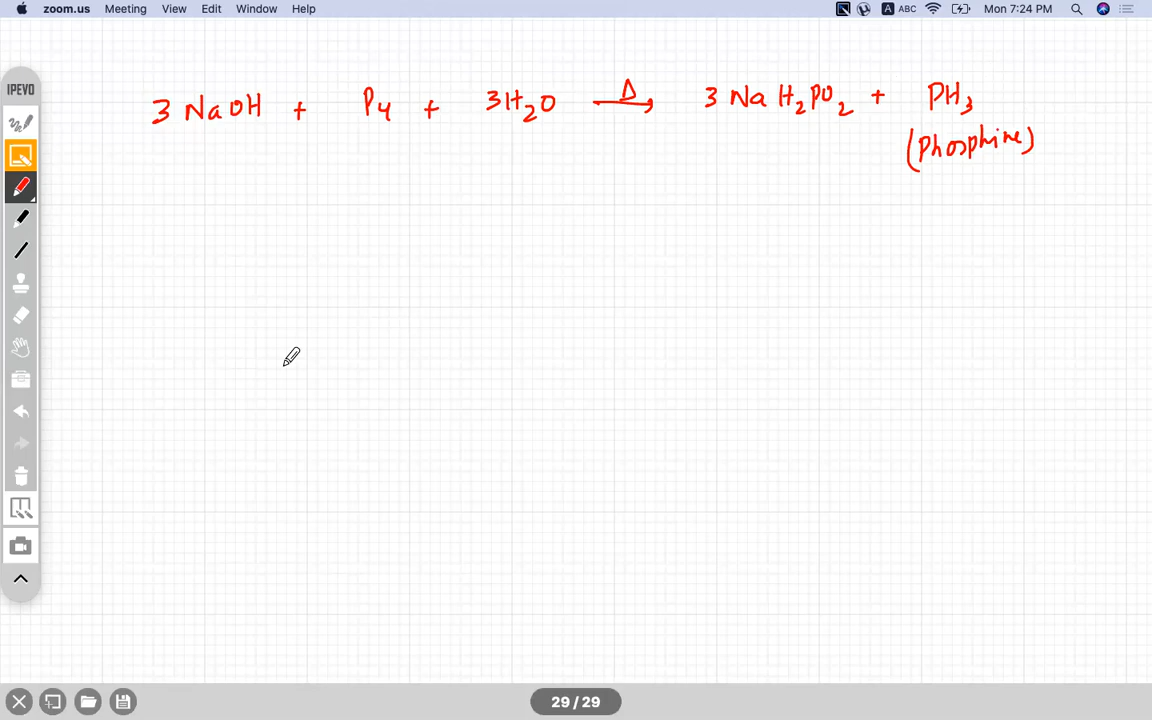 zoom.us Meeting View Edit Window Help A ABC Mon 7:24 PM
IPEVO
3 NaOH + P4 + 3H2O Δ→ 3 NaH2PO2 + PH3
(Phosphine)
29 / 29